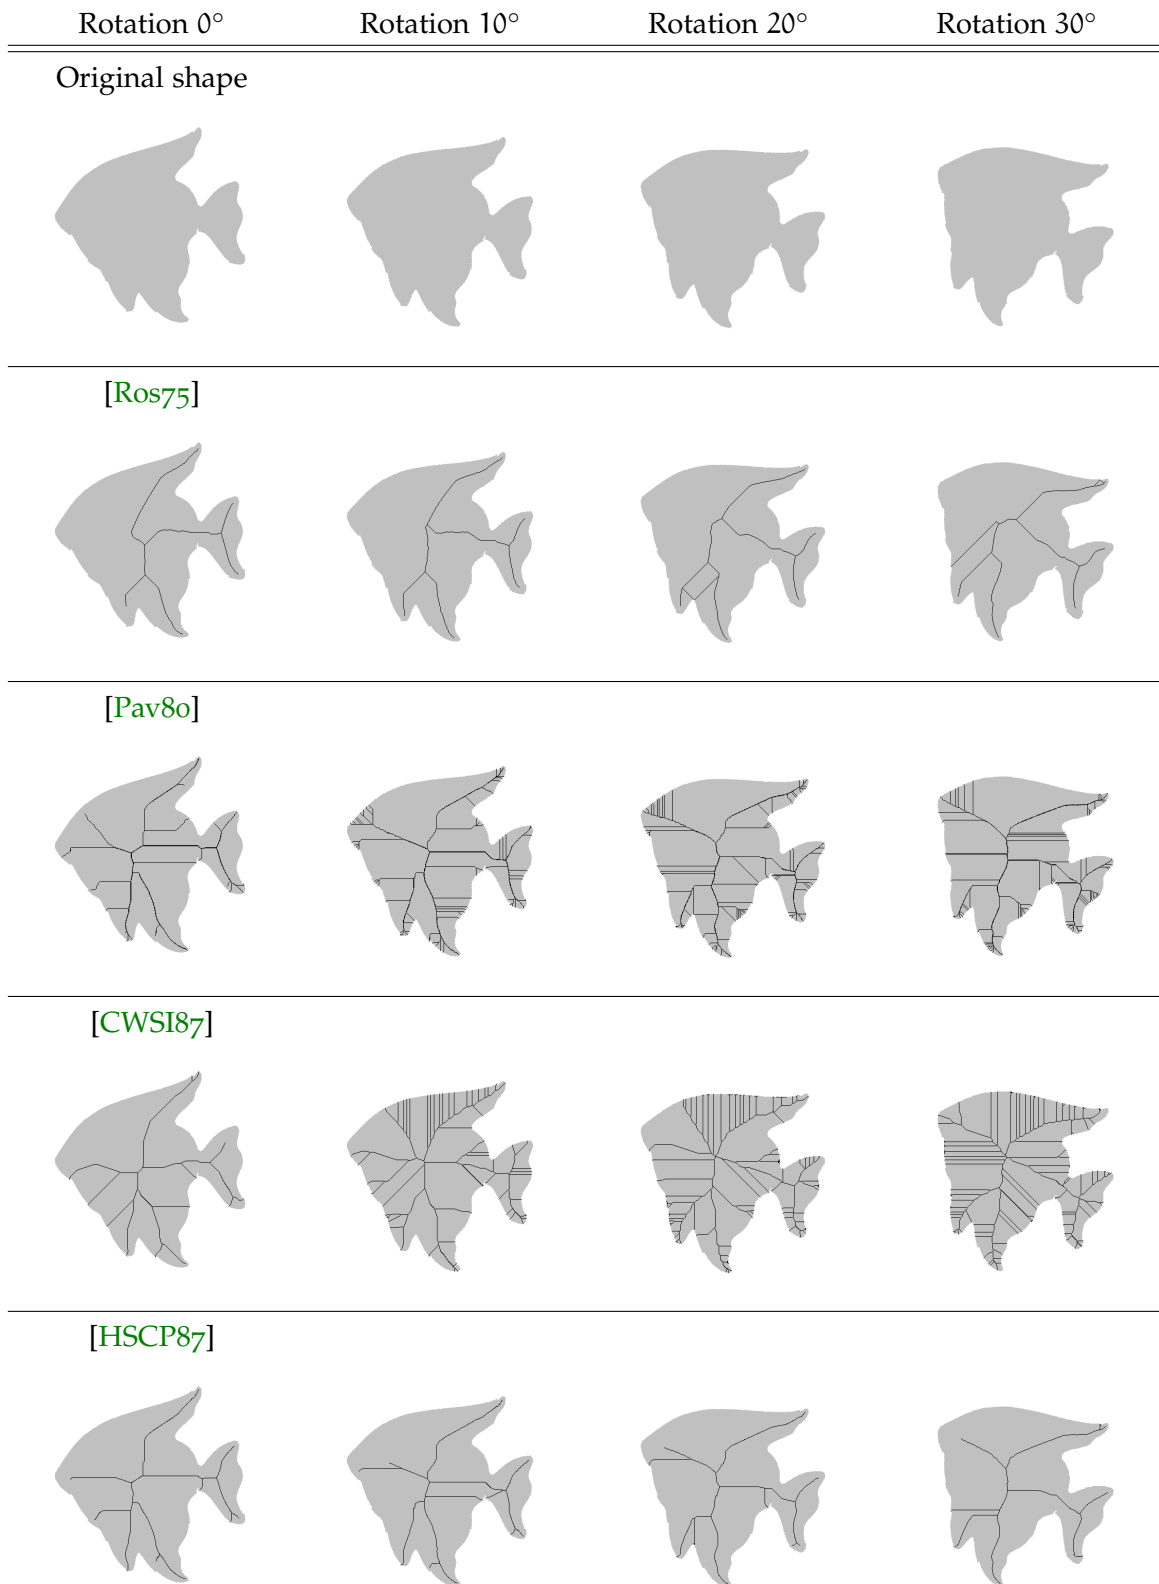 Rotation 0° Rotation 10° Rotation 20° Rotation 30°
Original shape
[Ros75]
[Pav80]
[CWSI87]
[HSCP87]